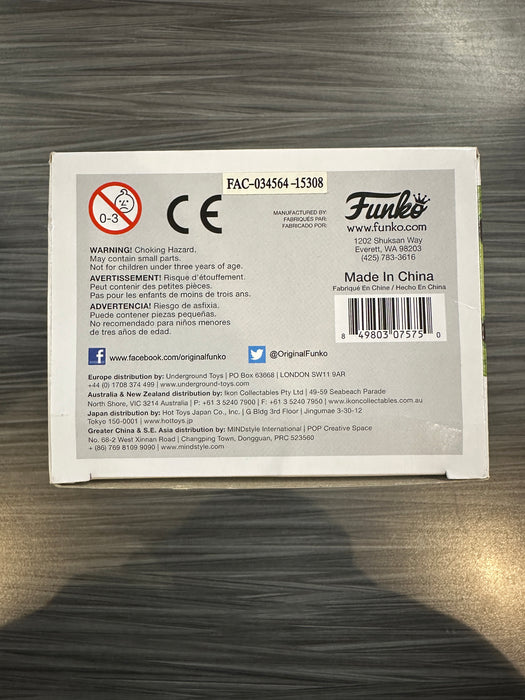 FAC-034564-15308
0-3
CE
MANUFACTURED BY:
FABRIQUÉS PAR:
FABRICADO POR:
Funko
www.funko.com
1202 Shuksan Way
Everett, WA 98203
(425) 783-3616
Made In China
Fabriqué En Chine / Hecho En China
8 49803 07575 0
WARNING! Choking Hazard.
May contain small parts.
Not for children under three years of age.
AVERTISSEMENT! Risque d'étouffement.
Peut contenir des petites pièces.
Pas pour les enfants de moins de trois ans.
ADVERTENCIA! Riesgo de asfixia.
Puede contener piezas pequeñas.
No recomendado para niños menores
de tres años de edad.
www.facebook.com/originalFunko
@OriginalFunko
Europe distribution by: Underground Toys | PO Box 63668 | LONDON SW11 9AR
+44 (0) 1708 374 499 | www.underground-toys.com
Australia & New Zealand distribution by: Ikon Collectables Pty Ltd | 49-59 Seabeach Parade
North Shore, VIC 3214 Australia | P: +61 3 5240 7900 | F: +61 3 5240 7950 | www.ikoncollectables.com.au
Japan distribution by: Hot Toys Japan Co., Inc. | G Bldg 3rd Floor | Jingumae 3-30-12
Tokyo 150-0001 | www.hottoys.jp
Greater China & S.E. Asia distribution by: MINDstyle International | POP Creative Space
No. 68-2 West Xinnan Road | Changping Town, Dongguan, PRC 523560
+ (86) 769 8109 9090 | www.mindstyle.com